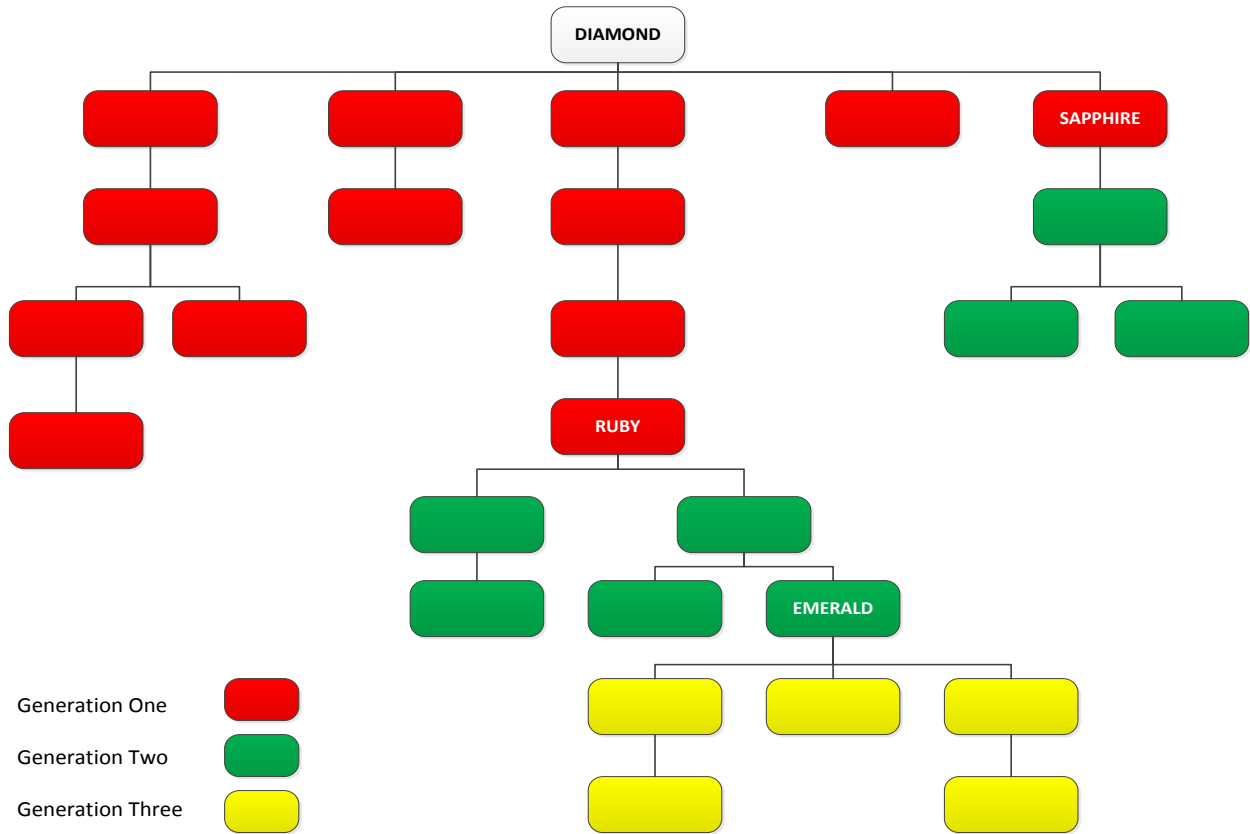 DIAMOND
SAPPHIRE
RUBY
EMERALD
Generation One
Generation Two
Generation Three